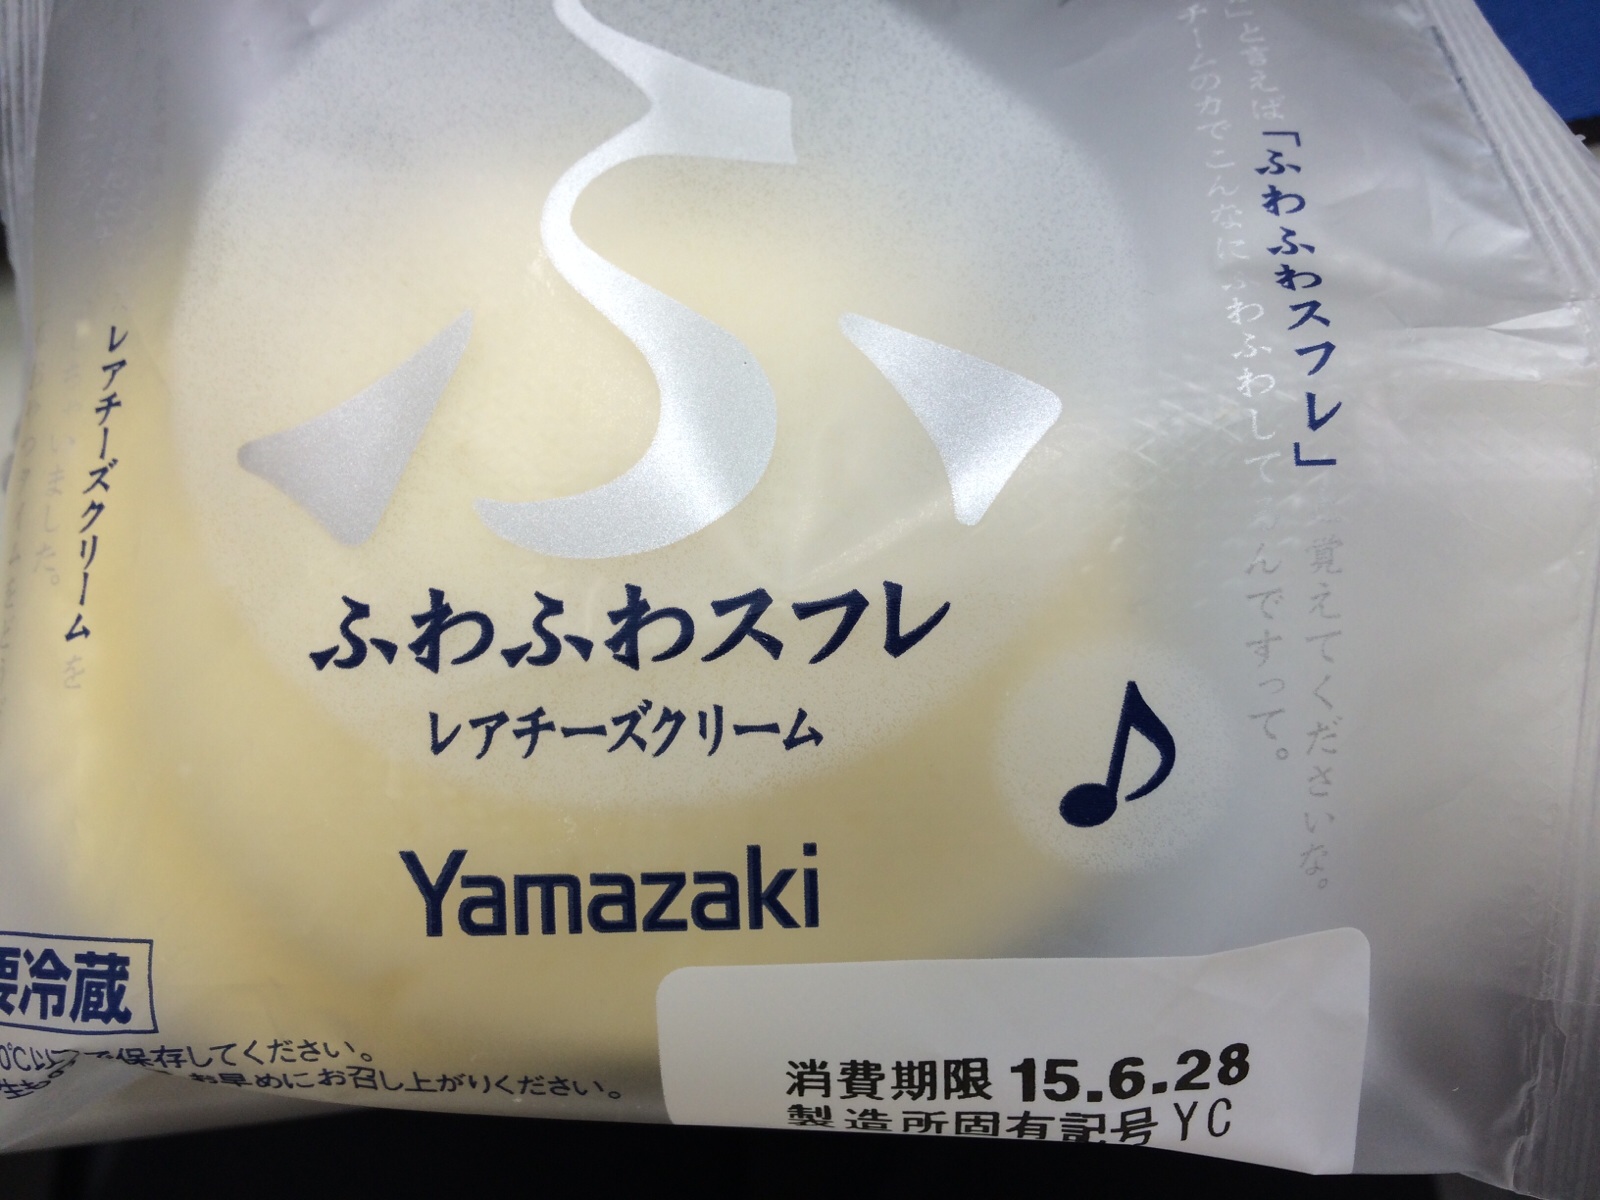 ふ
ふわふわスフレ
レアチーズクリーム
Yamazaki
と言えば「ふわふわスフレ」 覚えてくださいな。
チームの力でこんなにふわふわして んですって。
レアチーズクリームを
いました。
要冷蔵
0℃以下で保存してください。
お早めにお召し上がりください。
消費期限 15.6.28
製造所固有記号 YC